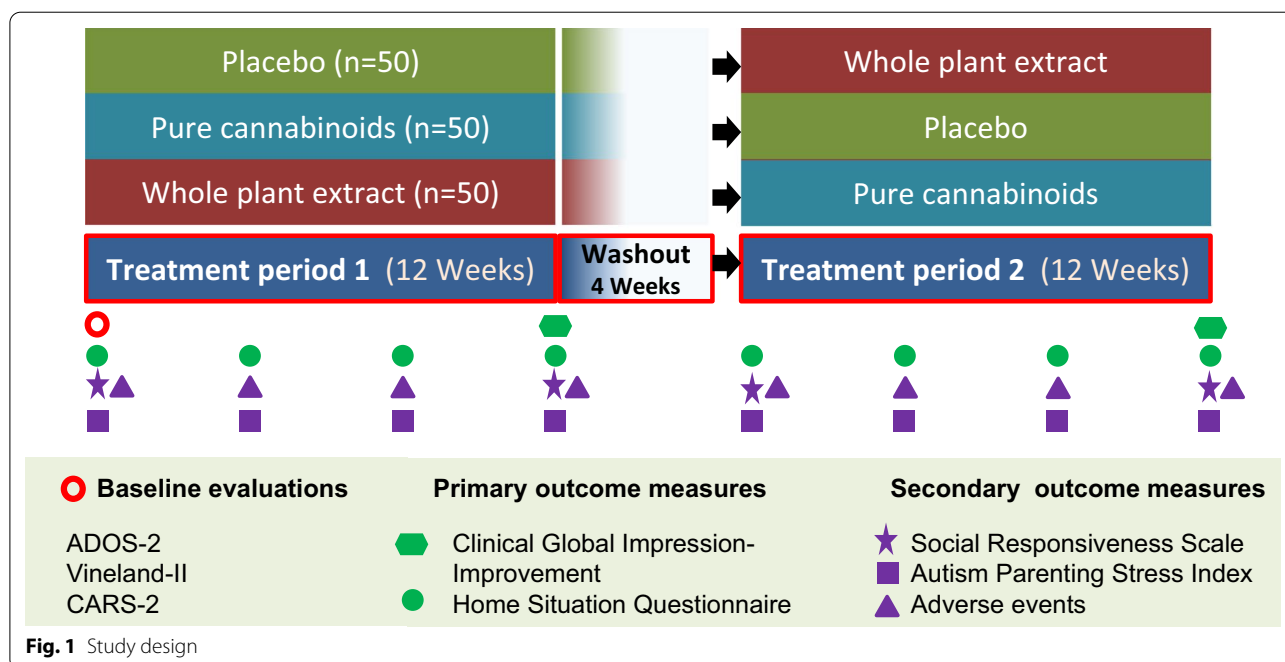 Placebo (n=50)
Whole plant extract
Pure cannabinoids (n=50)
Placebo
Whole plant extract (n=50)
Pure cannabinoids
Treatment period 1 (12 Weeks)
Washout
4 Weeks
Treatment period 2 (12 Weeks)
Baseline evaluations
ADOS-2
Vineland-II
CARS-2
Primary outcome measures
Clinical Global Impression-
Improvement
Home Situation Questionnaire
Secondary outcome measures
Social Responsiveness Scale
Autism Parenting Stress Index
Adverse events
Fig. 1 Study design